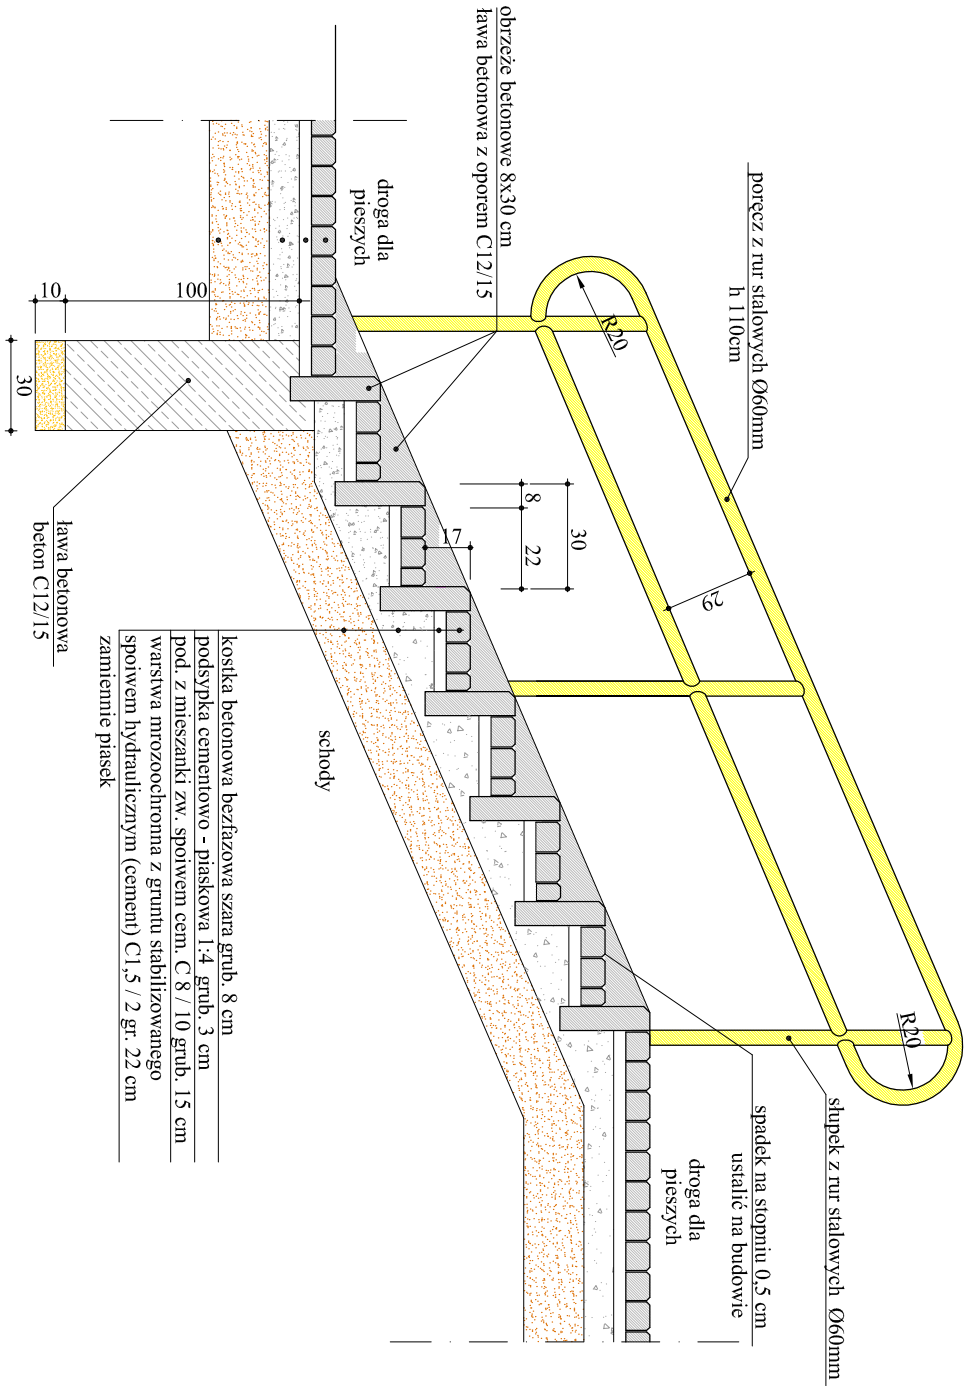 obrzeże betonowe 8x30 cm
ława betonowa z oporem C12/15
poręcz z rur stalowych Ø60mm
h 110cm
R20
R20
słupek z rur stalowych Ø60mm
spadek na stopniu 0,5 cm
ustalić na budowie
droga dla
pieszych
droga dla
pieszych
29
30
8
22
17
100
10
30
ława betonowa
beton C12/15
schody
kostka betonowa bezfazowa szara grub. 8 cm
podsypka cementowo - piaskowa 1:4 grub. 3 cm
pod. z mieszanki zw. spoiwem cem. C 8 / 10 grub. 15 cm
warstwa mrozoochronna z gruntu stabilizowanego
spoiwem hydraulicznym (cement) C1,5 / 2 gr. 22 cm
zamiennie piasek